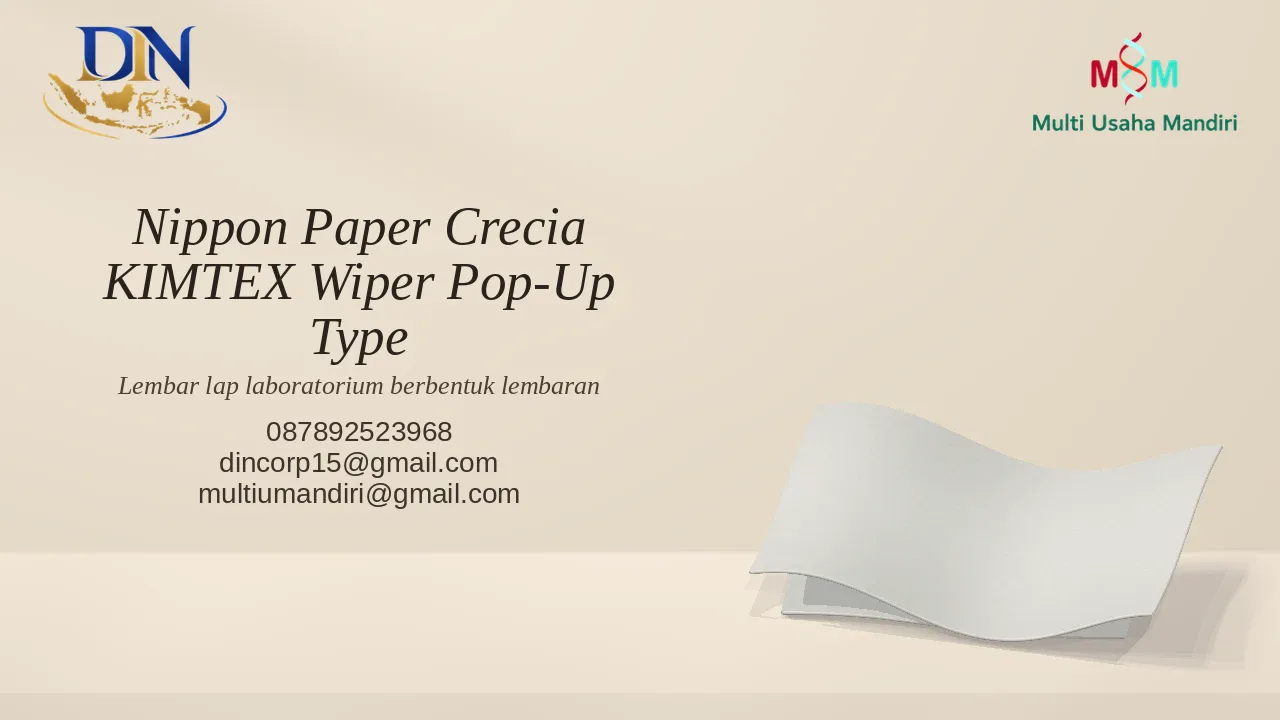 DIN
MSM
Multi Usaha Mandiri
Nippon Paper Crecia
KIMTEX Wiper Pop-Up
Type
Lembar lap laboratorium berbentuk lembaran
087892523968
dincorp15@gmail.com
multiumandiri@gmail.com